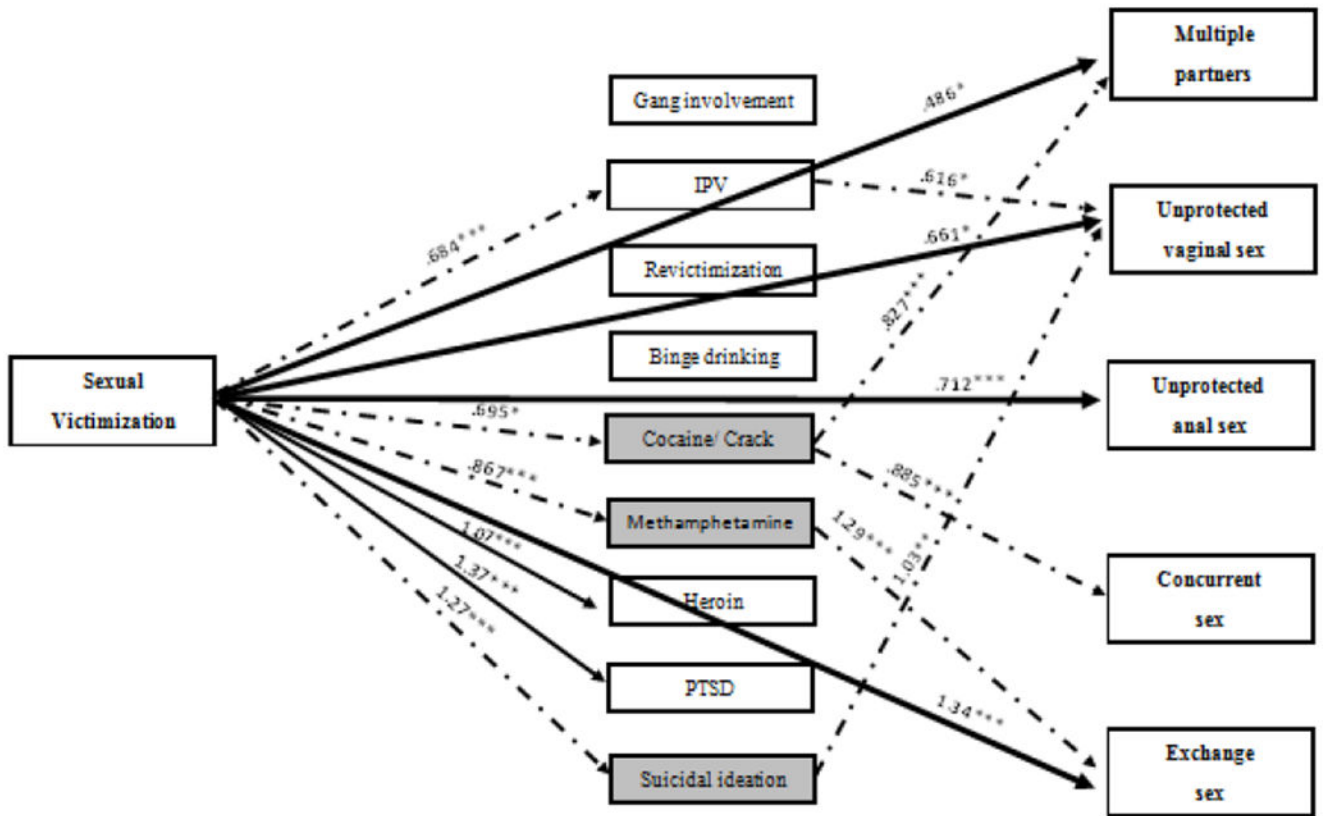 Multiple
partners
Gang involvement
.486*
IPV
.616*
Unprotected
vaginal sex
.684***
.661*
Revictimization
.827***
Binge drinking
Sexual
Victimization
.712***
Unprotected
anal sex
.695*
Cocaine/ Crack
.867***
.885****
Methamphetamine
1.29***
1.03**
1.07***
1.37***
1.27***
Heroin
Concurrent
sex
PTSD
1.34***
Suicidal ideation
Exchange
sex